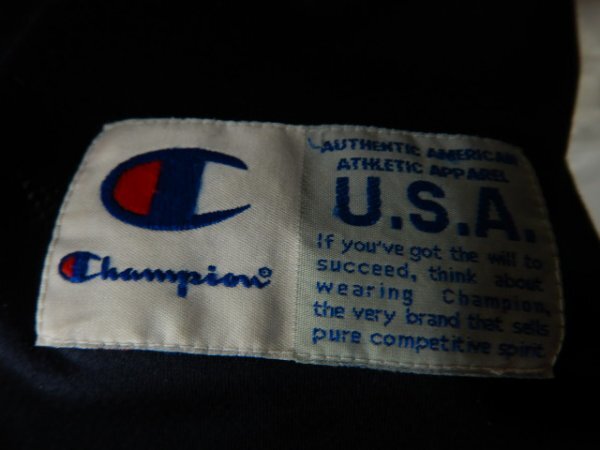 Champion®
AUTHENTIC AMERICAN
ATHLETIC APPAREL
U.S.A.
If you've got the will to
succeed, think about
wearing Champion,
the very brand that sells
pure competitive spirit.